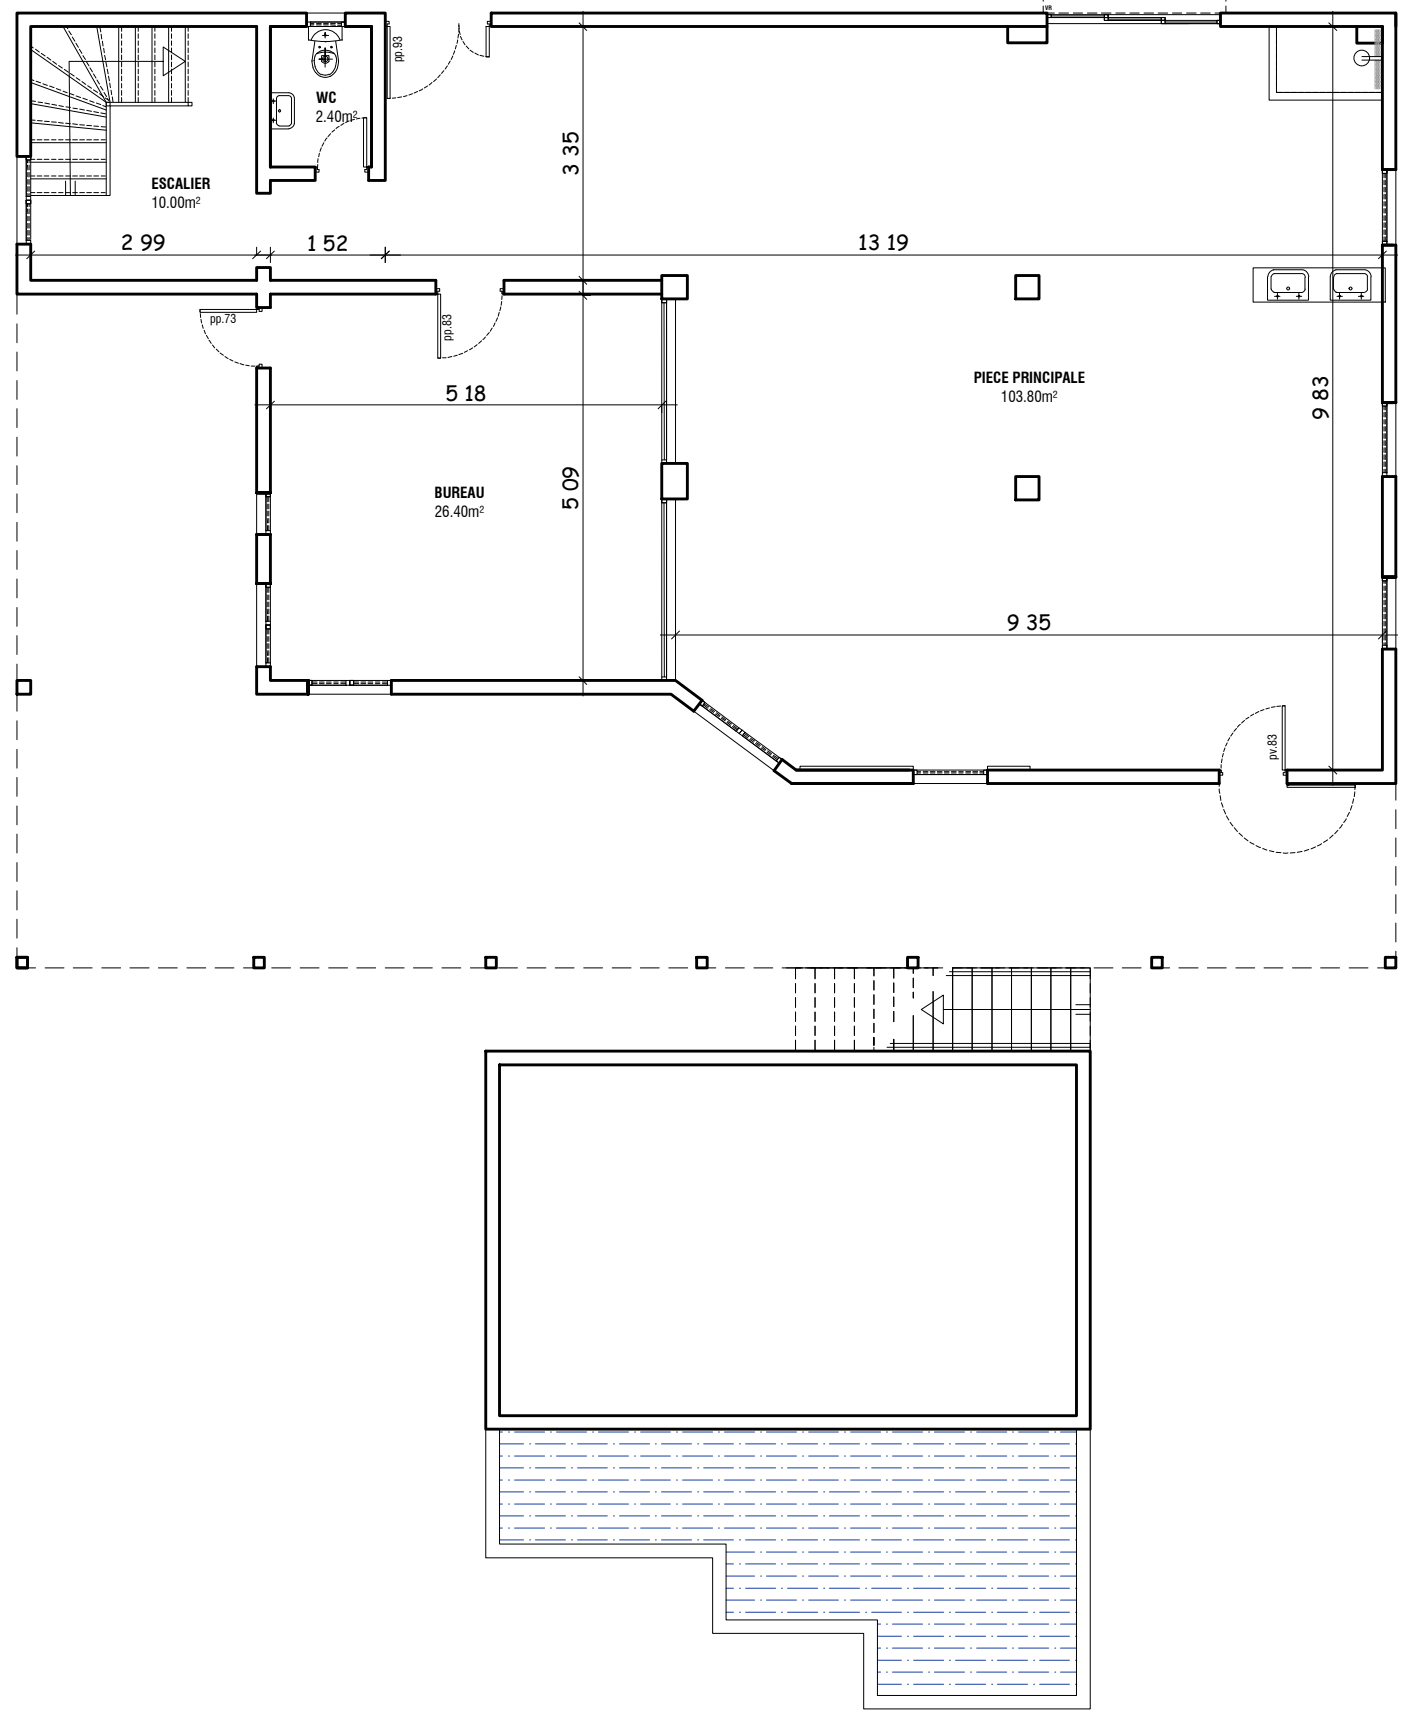 VR
pp.93
WC
2.40m²
3 35
ESCALIER
10.00m²
2 99
1 52
13 19
pp.73
pp.83
PIECE PRINCIPALE
103.80m²
9 83
5 18
BUREAU
26.40m²
5 09
9 35
pv.83